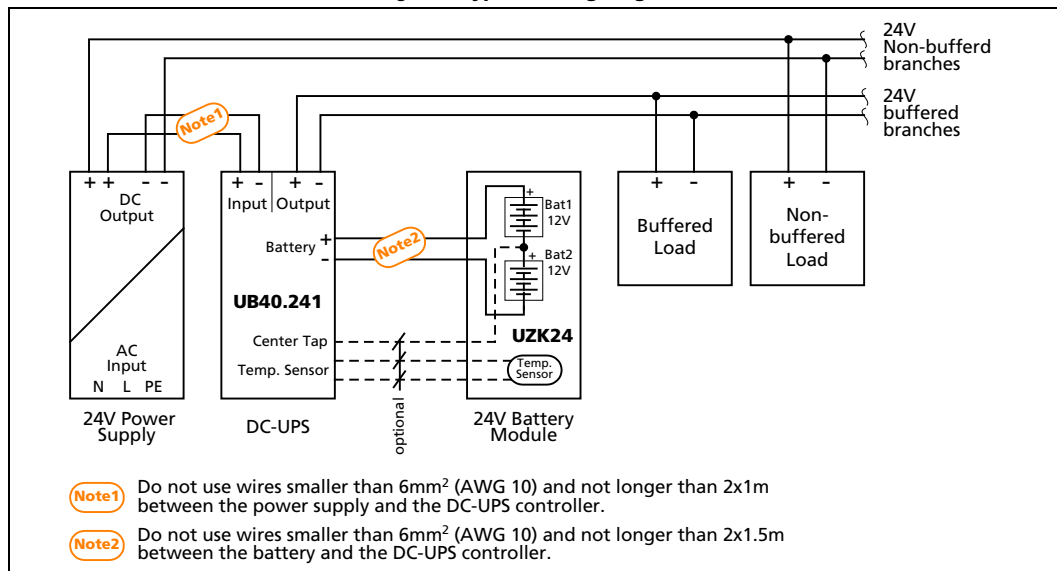 24V
Non-bufferd
branches
24V
buffered
branches
Note1
+ + - -
DC
Output
AC
Input
N L PE
24V Power
Supply
+ - + -
Input Output
Battery +
-
UB40.241
Center Tap
Temp. Sensor
DC-UPS
Note2
optional
+
Bat1
12V
+
Bat2
12V
UZK24
Temp.
Sensor
24V Battery
Module
+ -
Buffered
Load
+ -
Non-
buffered
Load
Note1 Do not use wires smaller than 6mm² (AWG 10) and not longer than 2x1m
between the power supply and the DC-UPS controller.
Note2 Do not use wires smaller than 6mm² (AWG 10) and not longer than 2x1.5m
between the battery and the DC-UPS controller.